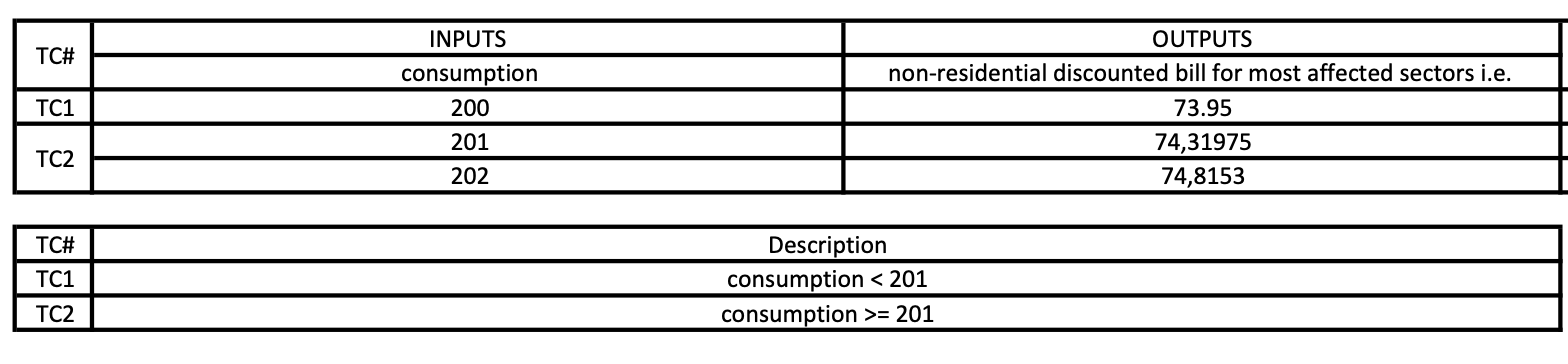 TC# INPUTS OUTPUTS
consumption non-residential discounted bill for most affected sectors i.e.
TC1 200 73.95
TC2 201 74,31975
202 74,8153
TC# Description
TC1 consumption < 201
TC2 consumption >= 201